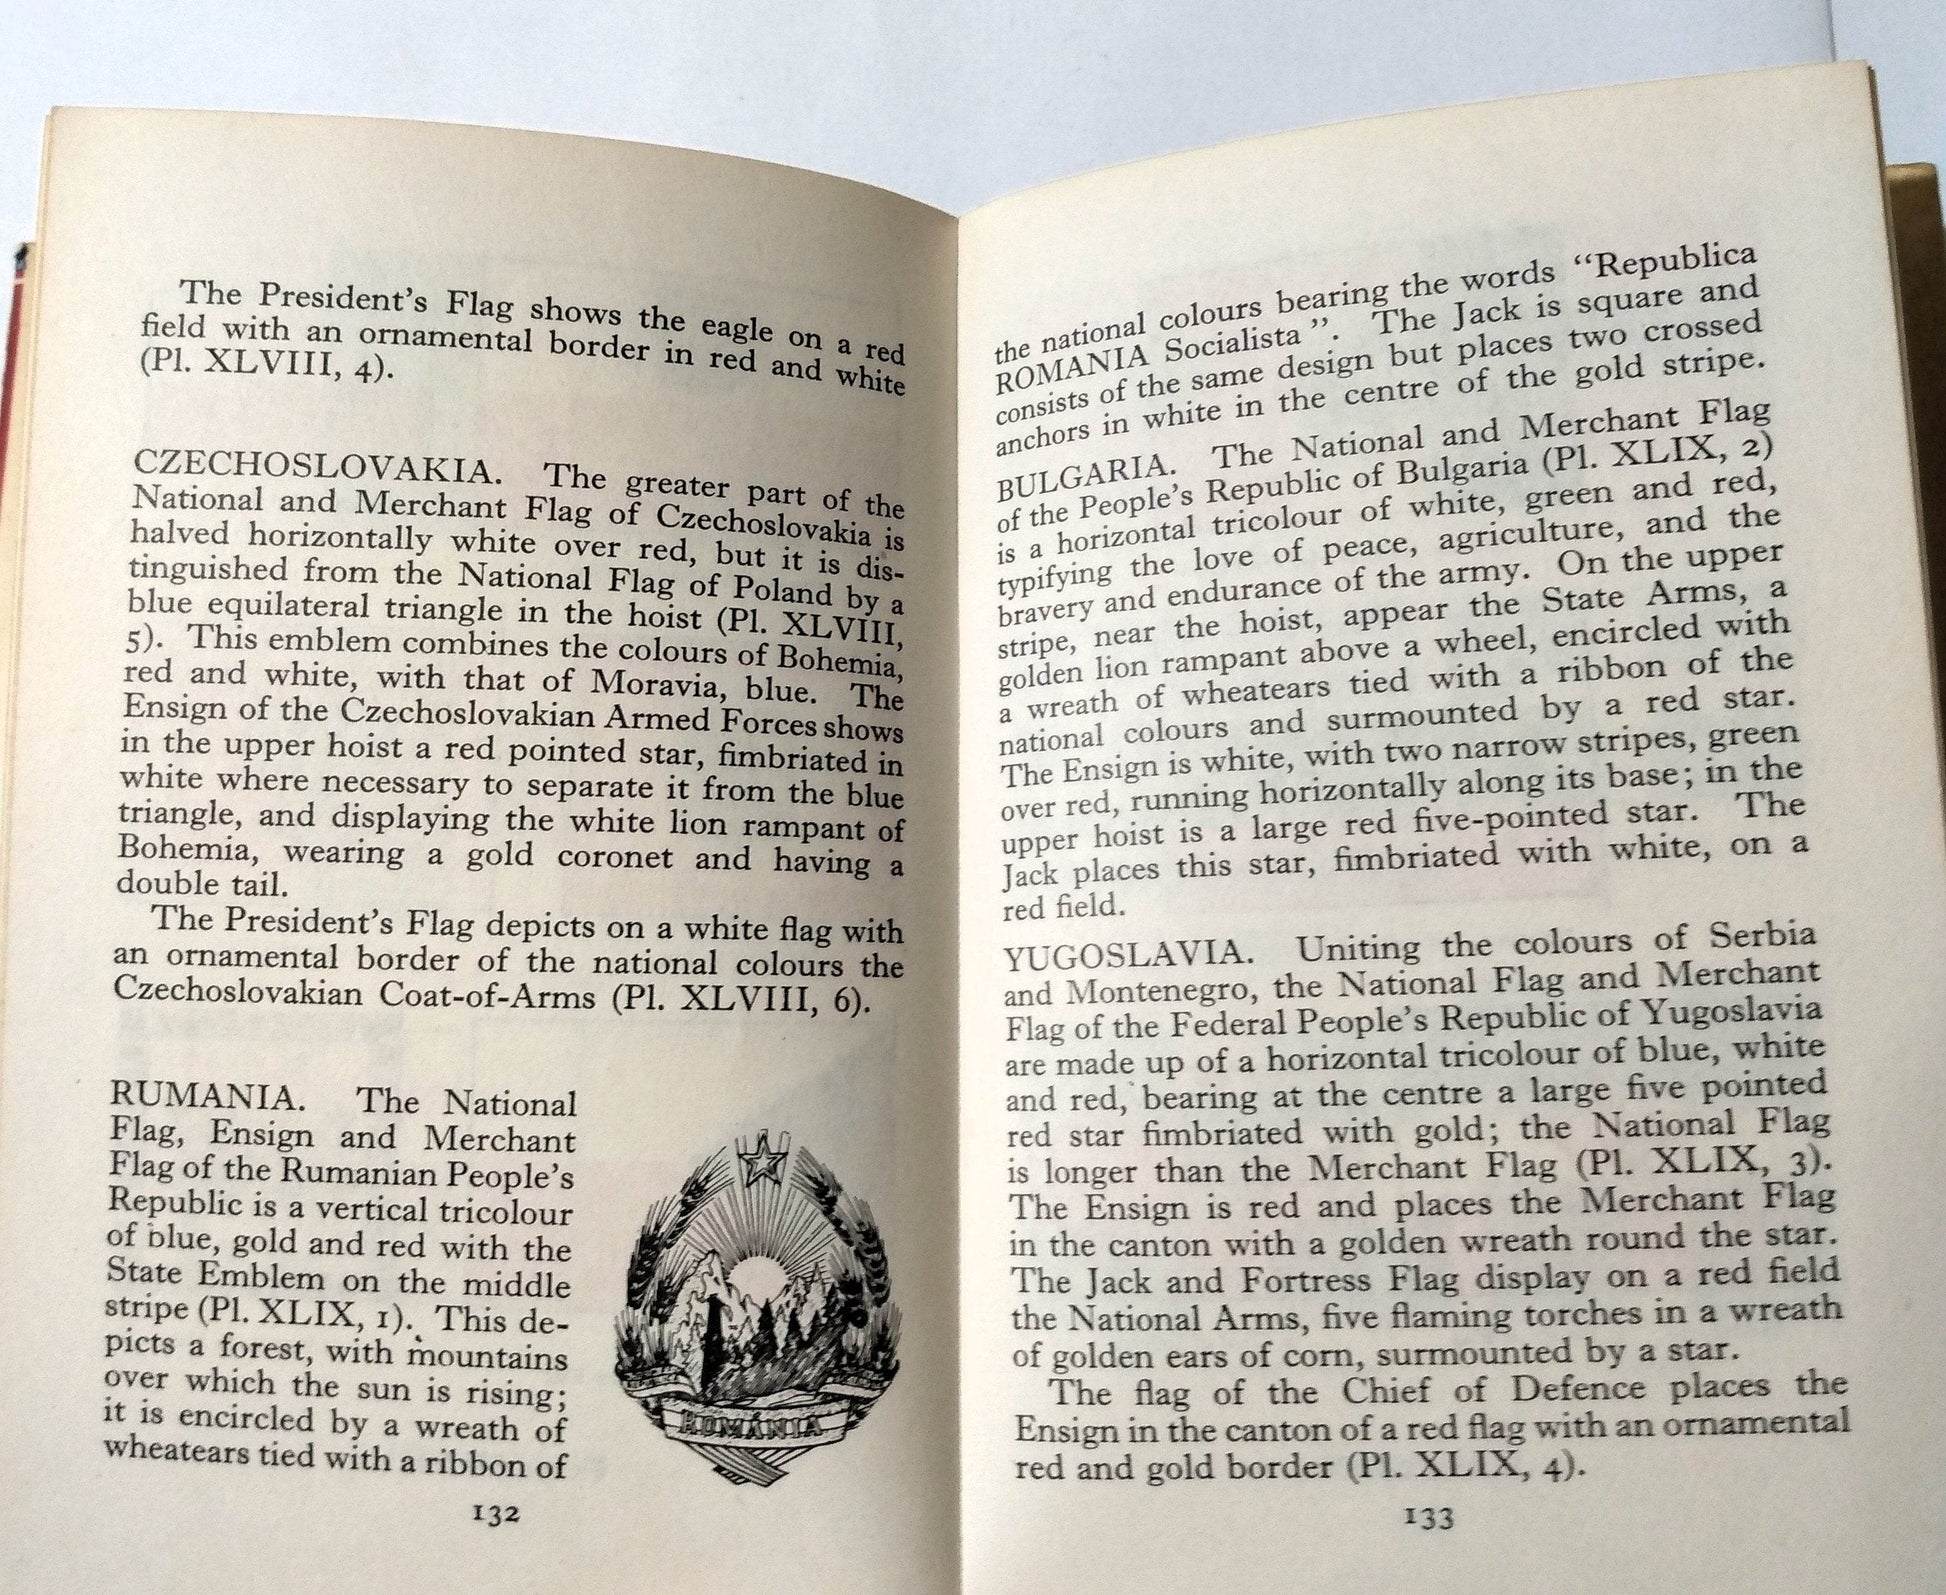 The President's Flag shows the eagle on a red
field with an ornamental border in red and white
(Pl. XLVIII, 4).
CZECHOSLOVAKIA. The greater part of the
National and Merchant Flag of Czechoslovakia is
halved horizontally white over red, but it is dis-
tinguished from the National Flag of Poland by a
blue equilateral triangle in the hoist (Pl. XLVIII,
5). This emblem combines the colours of Bohemia,
red and white, with that of Moravia, blue. The
Ensign of the Czechoslovakian Armed Forces shows
in the upper hoist a red pointed star, fimbriated in
white where necessary to separate it from the blue
triangle, and displaying the white lion rampant of
Bohemia, wearing a gold coronet and having a
double tail.
The President's Flag depicts on a white flag with
an ornamental border of the national colours the
Czechoslovakian Coat-of-Arms (Pl. XLVIII, 6).
RUMANIA. The National
Flag, Ensign and Merchant
Flag of the Rumanian People's
Republic is a vertical tricolour
of blue, gold and red with the
State Emblem on the middle
stripe (Pl. XLIX, 1). This de-
picts a forest, with mountains
over which the sun is rising;
it is encircled by a wreath of
wheatears tied with a ribbon of
ROMÁNIA
132
the national colours bearing the words "Republica
ROMANIA Socialista". The Jack is square and
consists of the same design but places two crossed
anchors in white in the centre of the gold stripe.
BULGARIA. The National and Merchant Flag
of the People's Republic of Bulgaria (Pl. XLIX, 2)
is a horizontal tricolour of white, green and red,
typifying the love of peace, agriculture, and the
bravery and endurance of the army. On the upper
stripe, near the hoist, appear the State Arms, a
golden lion rampant above a wheel, encircled with
a wreath of wheatears tied with a ribbon of the
national colours and surmounted by a red star.
The Ensign is white, with two narrow stripes, green
over red, running horizontally along its base; in the
upper hoist is a large red five-pointed star. The
Jack places this star, fimbriated with white, on a
red field.
YUGOSLAVIA. Uniting the colours of Serbia
and Montenegro, the National Flag and Merchant
Flag of the Federal People's Republic of Yugoslavia
are made up of a horizontal tricolour of blue, white
and red, bearing at the centre a large five pointed
red star fimbriated with gold; the National Flag
is longer than the Merchant Flag (Pl. XLIX, 3).
The Ensign is red and places the Merchant Flag
in the canton with a golden wreath round the star.
The Jack and Fortress Flag display on a red field
the National Arms, five flaming torches in a wreath
of golden ears of corn, surmounted by a star.
The flag of the Chief of Defence places the
Ensign in the canton of a red flag with an ornamental
red and gold border (Pl. XLIX, 4).
133